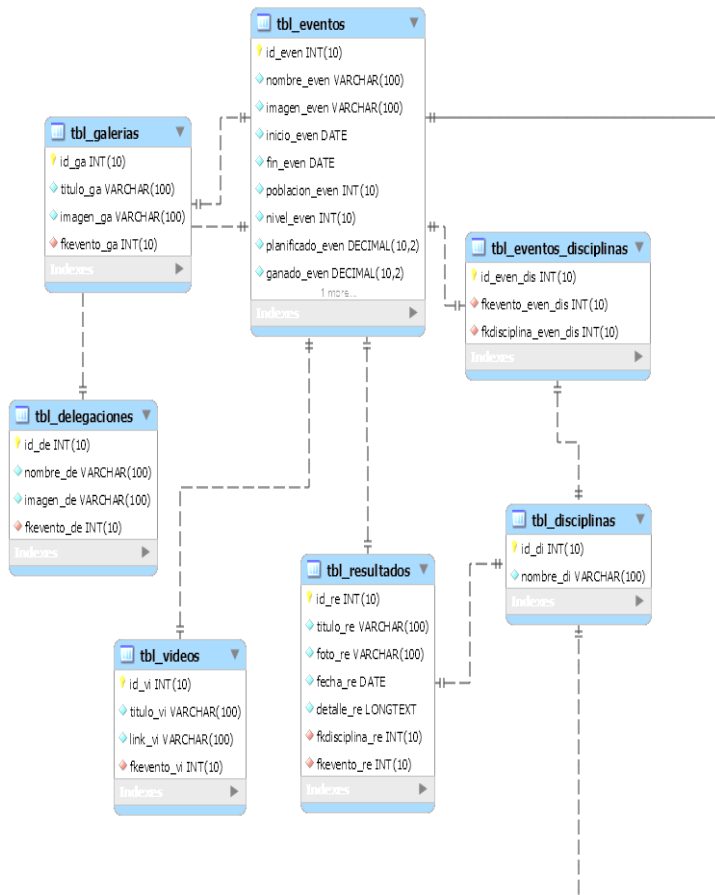 tbl_eventos
id_even INT(10)
nombre_even VARCHAR(100)
imagen_even VARCHAR(100)
inicio_even DATE
fin_even DATE
poblacion_even INT(10)
nivel_even INT(10)
planificado_even DECIMAL(10,2)
ganado_even DECIMAL(10,2)
1 more...
Indexes
tbl_galerias
id_ga INT(10)
titulo_ga VARCHAR(100)
imagen_ga VARCHAR(100)
fkevento_ga INT(10)
Indexes
tbl_eventos_disciplinas
id_even_dis INT(10)
fkevento_even_dis INT(10)
fkdisciplina_even_dis INT(10)
Indexes
tbl_delegaciones
id_de INT(10)
nombre_de VARCHAR(100)
imagen_de VARCHAR(100)
fkevento_de INT(10)
Indexes
tbl_disciplinas
id_di INT(10)
nombre_di VARCHAR(100)
Indexes
tbl_resultados
id_re INT(10)
titulo_re VARCHAR(100)
foto_re VARCHAR(100)
fecha_re DATE
detalle_re LONGTEXT
fkdisciplina_re INT(10)
fkevento_re INT(10)
Indexes
tbl_videos
id_vi INT(10)
titulo_vi VARCHAR(100)
link_vi VARCHAR(100)
fkevento_vi INT(10)
Indexes